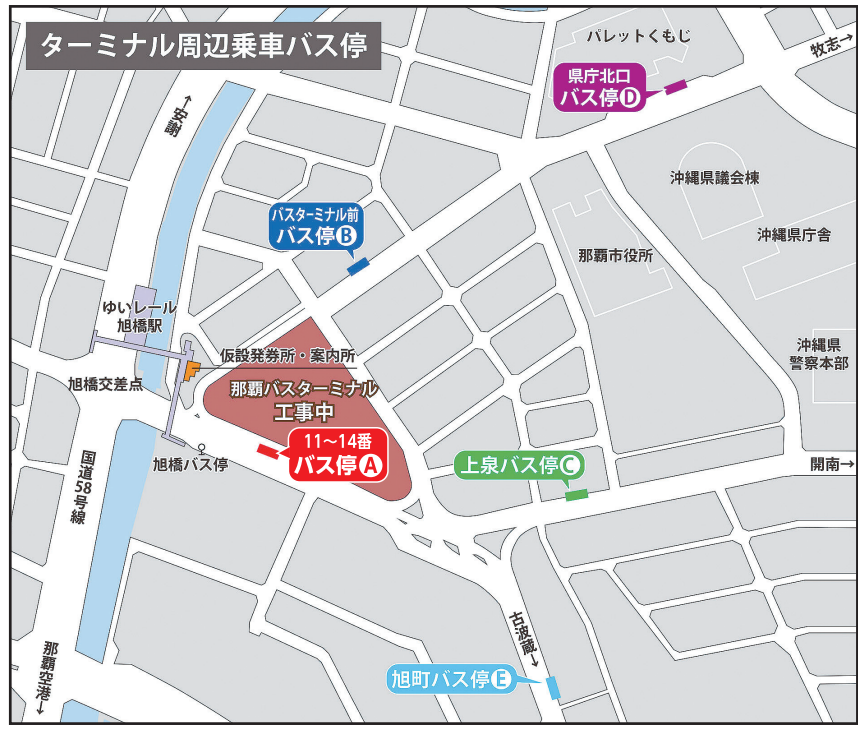 ターミナル周辺乗車バス停
パレットくもじ
牧志→
県庁北口
バス停D
←安謝
沖縄県議会棟
バスターミナル前
バス停B
沖縄県庁舎
那覇市役所
ゆいレール
旭橋駅
沖縄県
警察本部
仮設発券所・案内所
旭橋交差点
那覇バスターミナル
工事中
11〜14番
バス停A
旭橋バス停
上泉バス停C
開南→
国道58号線
古波蔵→
那覇空港→
旭町バス停E